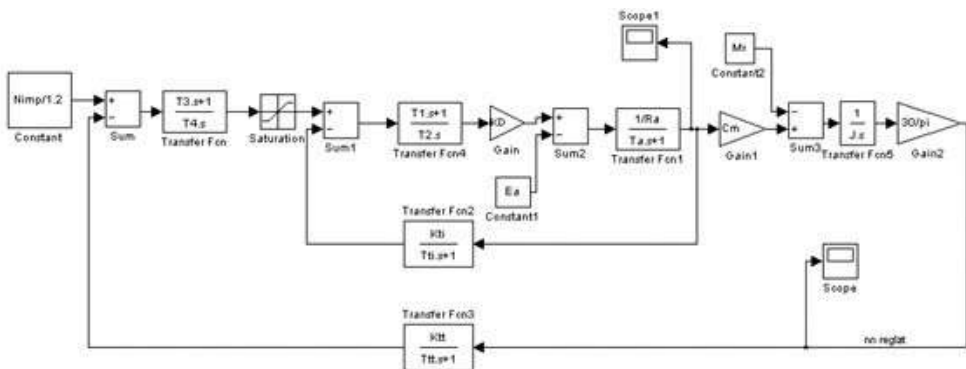 Scope1
Nimp/1.2
Constant
+
−
Sum
T3.s+1
T4.s
Transfer Fcn
Saturation
+
−
Sum1
T1.s+1
T2.s
Transfer Fcn4
KD
Gain
+
−
Sum2
Ea
Constant1
1/Ra
Ta.s+1
Transfer Fcn1
Cm
Gain1
Constant2
−
+
Sum3
1
J.s
Transfer Fcn5
30/pi
Gain2
Transfer Fcn2
Kti
Tti.s+1
Scope
Transfer Fcn3
Ktt
Ttt.s+1
nn reglat